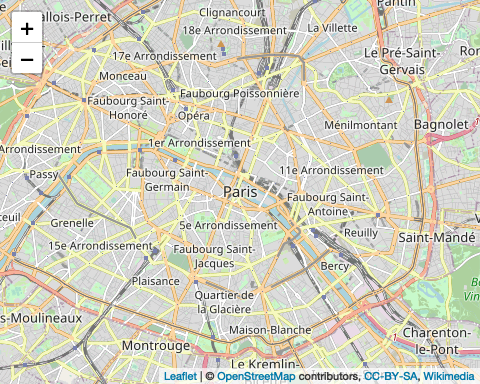 allois-Perret
Clignancourt
Pantin
18e Arrondissement
La Villette
+
−
17e Arrondissement
Le Pré-Saint-
Gervais
Monceau
Faubourg Poissonnière
Faubourg Saint-
Honoré
Opéra
Ménilmontant
Bagnolet
Arrondissement
1er Arrondissement
Passy
Faubourg Saint-
Germain
11e Arrondissement
Paris
Faubourg Saint-
Antoine
Grenelle
5e Arrondissement
Reuilly
Saint-Mandé
15e Arrondissement
Faubourg Saint-
Jacques
Bercy
Plaisance
Quartier de
la Glacière
s-Moulineaux
Maison-Blanche
Charenton-
le-Pont
Montrouge
Le Kremlin-
Leaflet | © OpenStreetMap contributors, CC-BY-SA, Wikimedia